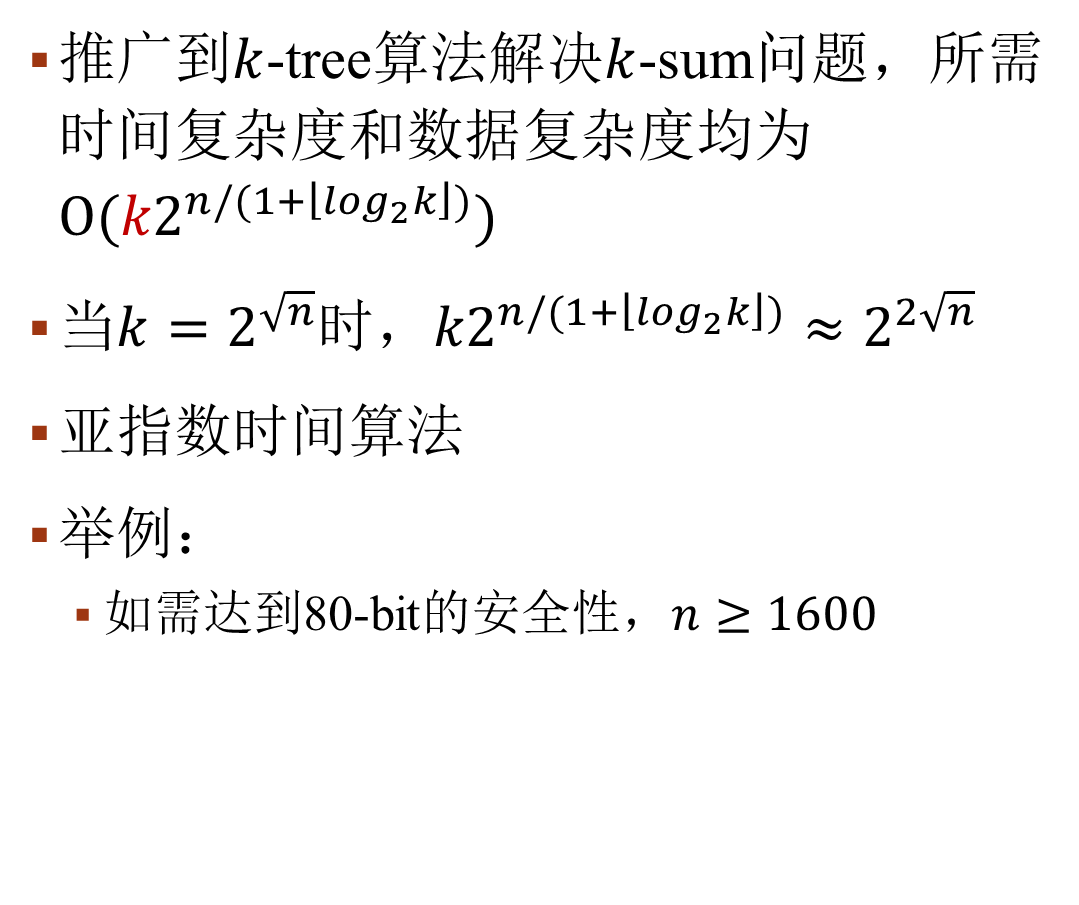 ▪推广到k-tree算法解决k-sum问题，所需
时间复杂度和数据复杂度均为
O(k2^{n/(1+⌊log₂k⌋)})
▪当k = 2^{√n}时，k2^{n/(1+⌊log₂k⌋)} ≈ 2^{2√n}
▪亚指数时间算法
▪举例：
▪如需达到80-bit的安全性，n ≥ 1600